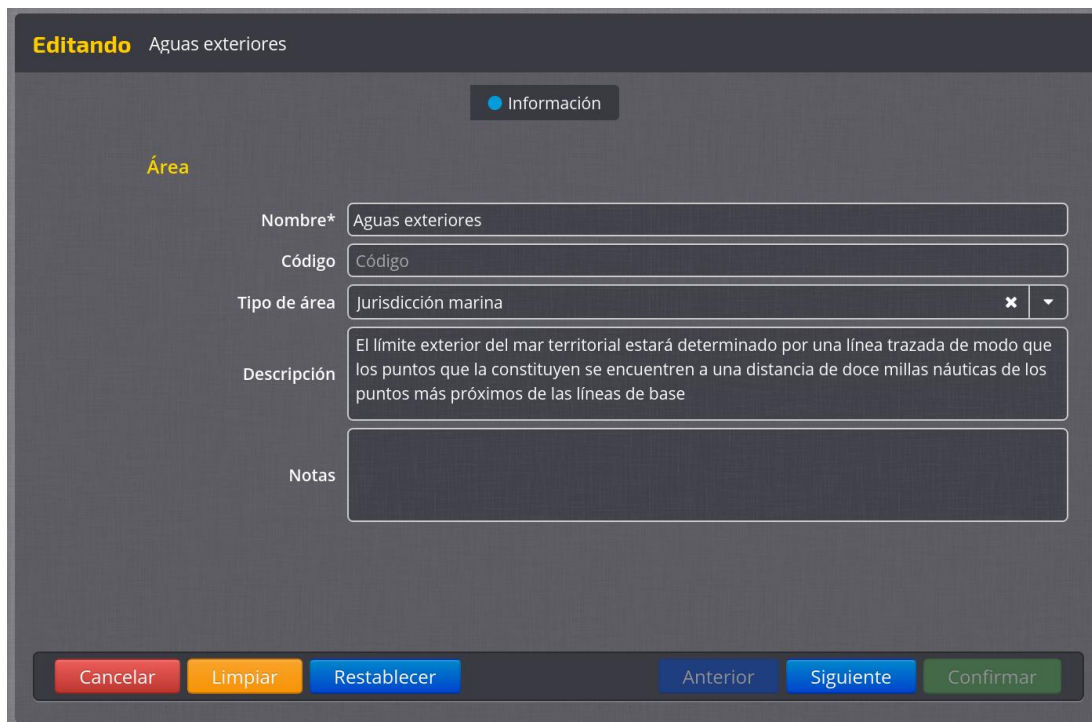 Editando Aguas exteriores
Información
Área
Nombre* Aguas exteriores
Código Código
Tipo de área Jurisdicción marina
Descripción El límite exterior del mar territorial estará determinado por una línea trazada de modo que
los puntos que la constituyen se encuentren a una distancia de doce millas náuticas de los
puntos más próximos de las líneas de base
Notas
Cancelar Limpiar Restablecer Anterior Siguiente Confirmar